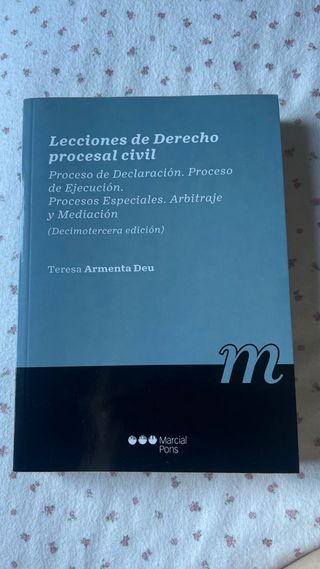 Lecciones de Derecho
procesal civil
Proceso de Declaración. Proceso
de Ejecución.
Procesos Especiales. Arbitraje
y Mediación
(Decimotercera edición)
Teresa Armenta Deu
m
Marcial
Pons